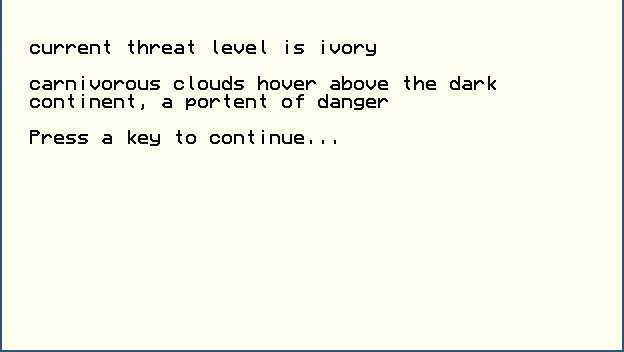 current threat level is ivory
carnivorous clouds hover above the dark
continent, a portent of danger
Press a key to continue...